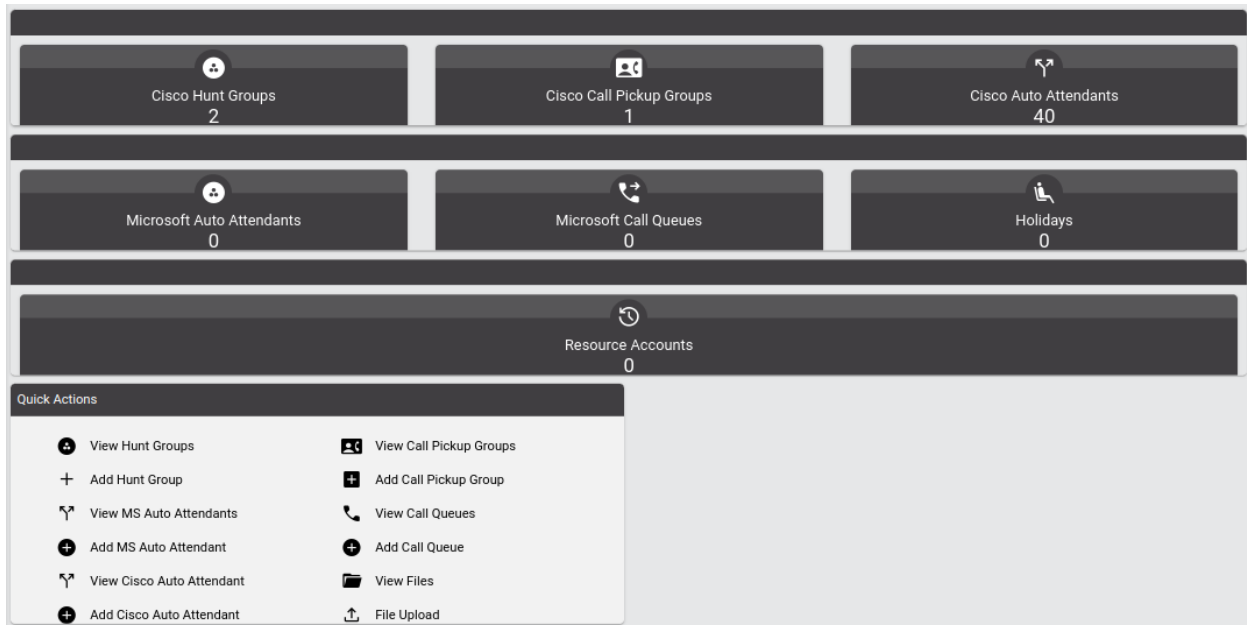 Cisco Hunt Groups
2
Cisco Call Pickup Groups
1
Cisco Auto Attendants
40
Microsoft Auto Attendants
0
Microsoft Call Queues
0
Holidays
0
Resource Accounts
0
Quick Actions
View Hunt Groups
View Call Pickup Groups
Add Hunt Group
Add Call Pickup Group
View MS Auto Attendants
View Call Queues
Add MS Auto Attendant
Add Call Queue
View Cisco Auto Attendant
View Files
Add Cisco Auto Attendant
File Upload